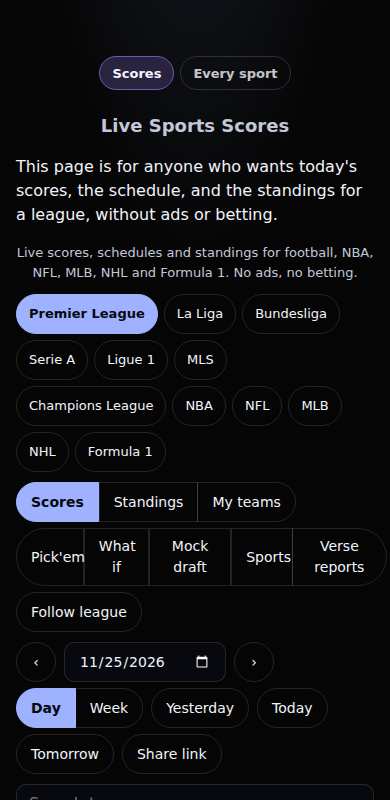 Scores Every sport
Live Sports Scores
This page is for anyone who wants today's
scores, the schedule, and the standings for
a league, without ads or betting.
Live scores, schedules and standings for football, NBA,
NFL, MLB, NHL and Formula 1. No ads, no betting.
Premier League La Liga Bundesliga
Serie A Ligue 1 MLS
Champions League NBA NFL MLB
NHL Formula 1
Scores Standings My teams
Pick'em What if Mock draft Sports Verse reports
Follow league
‹ 11/25/2026 ›
Day Week Yesterday Today
Tomorrow Share link